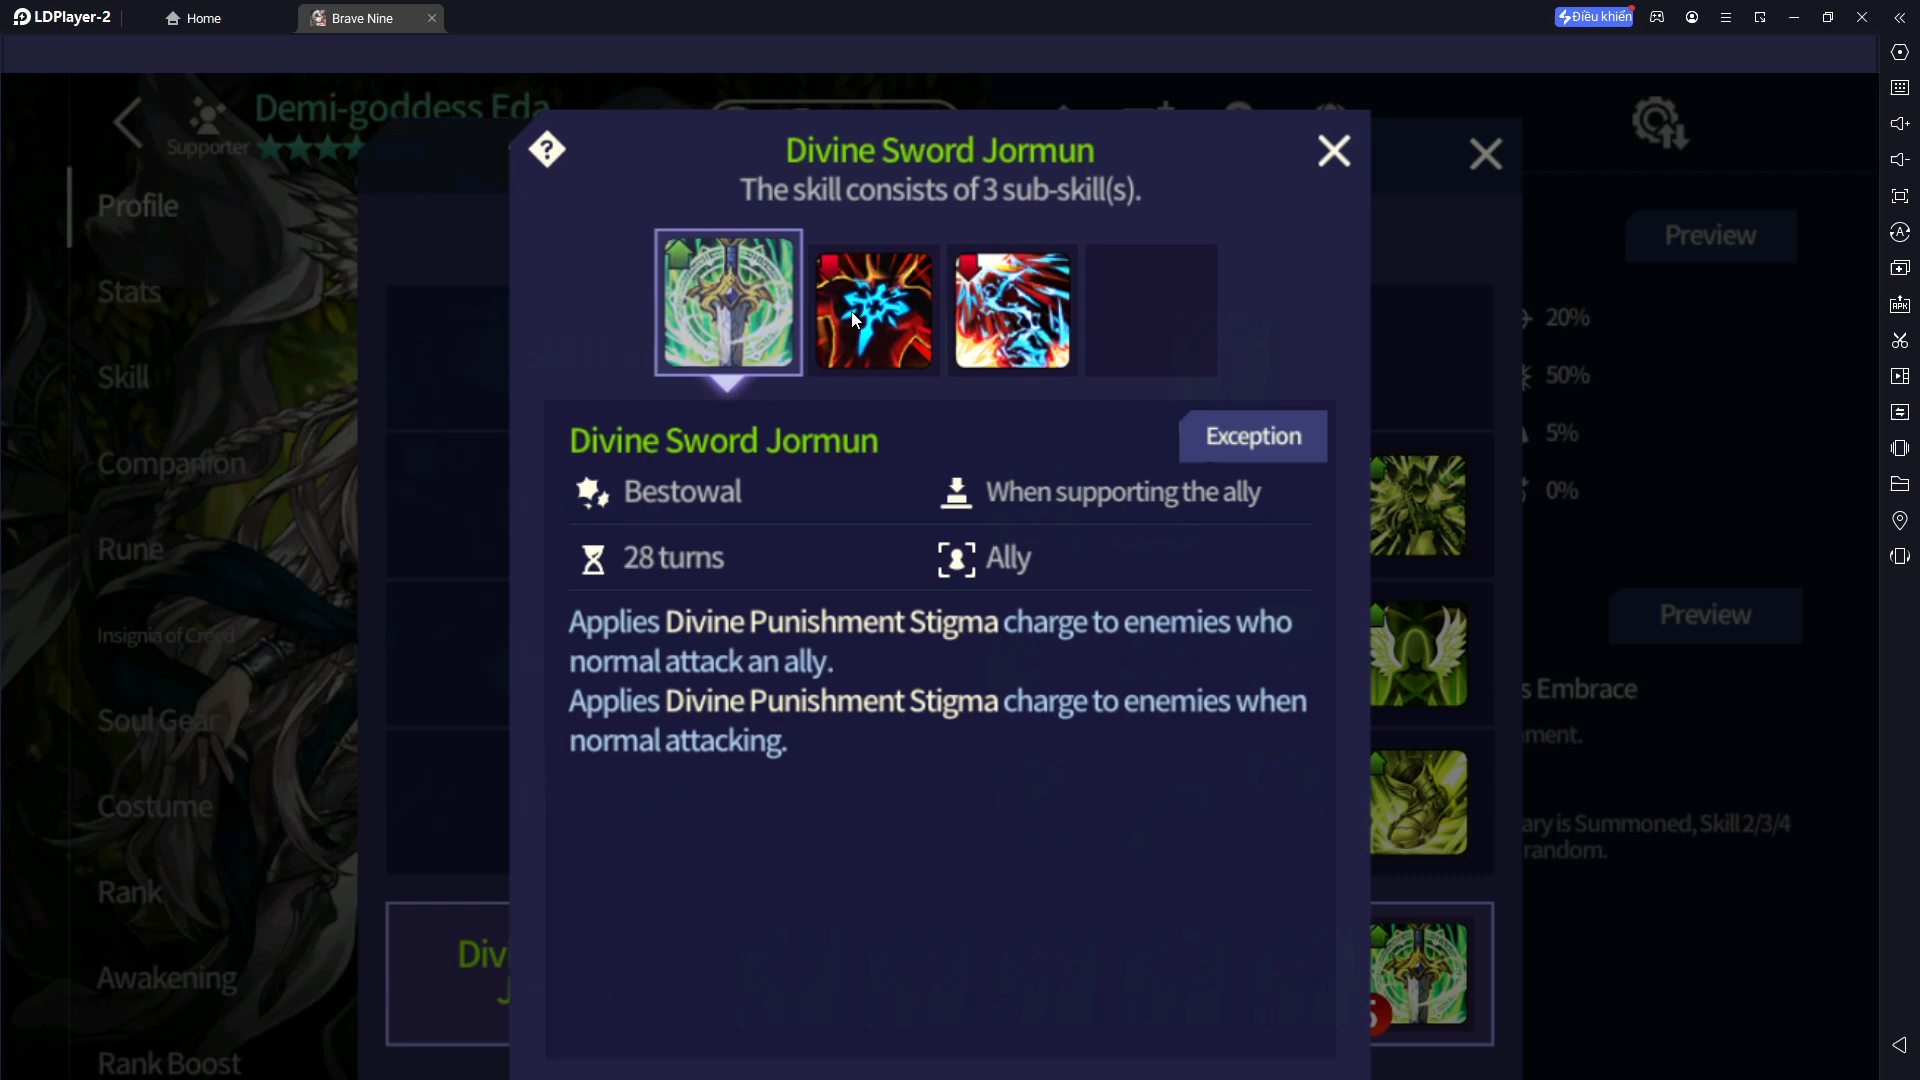 LDPlayer-2
Home
Brave Nine
Điều khiển
Supporter
Demi-goddess Eda
Profile
Stats
Skill
Companion
Rune
Insignia of Creed
Soul Gear
Costume
Rank
Awakening
Rank Boost
Divine Sword Jormun
The skill consists of 3 sub-skill(s).
Divine Sword Jormun
Exception
Bestowal
When supporting the ally
28 turns
Ally
Applies Divine Punishment Stigma charge to enemies who
normal attack an ally.
Applies Divine Punishment Stigma charge to enemies when
normal attacking.
Divi
J
Preview
20%
50%
5%
0%
Preview
s Embrace
ment.
ary is Summoned, Skill 2/3/4
random.
APK